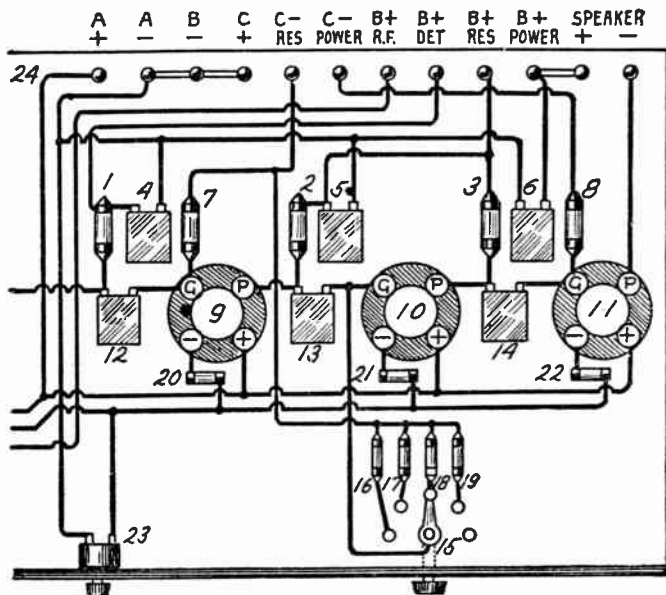 A A B C C- C- B+ B+ B+ B+ SPEAKER
+ - - + RES POWER R.F. DET RES POWER + -
24
1 4 7 2 5 3 6 8
G P G P G P
9 10 11
12 13 14
- + - + - +
20 21 22
16 17 18 19
23 15